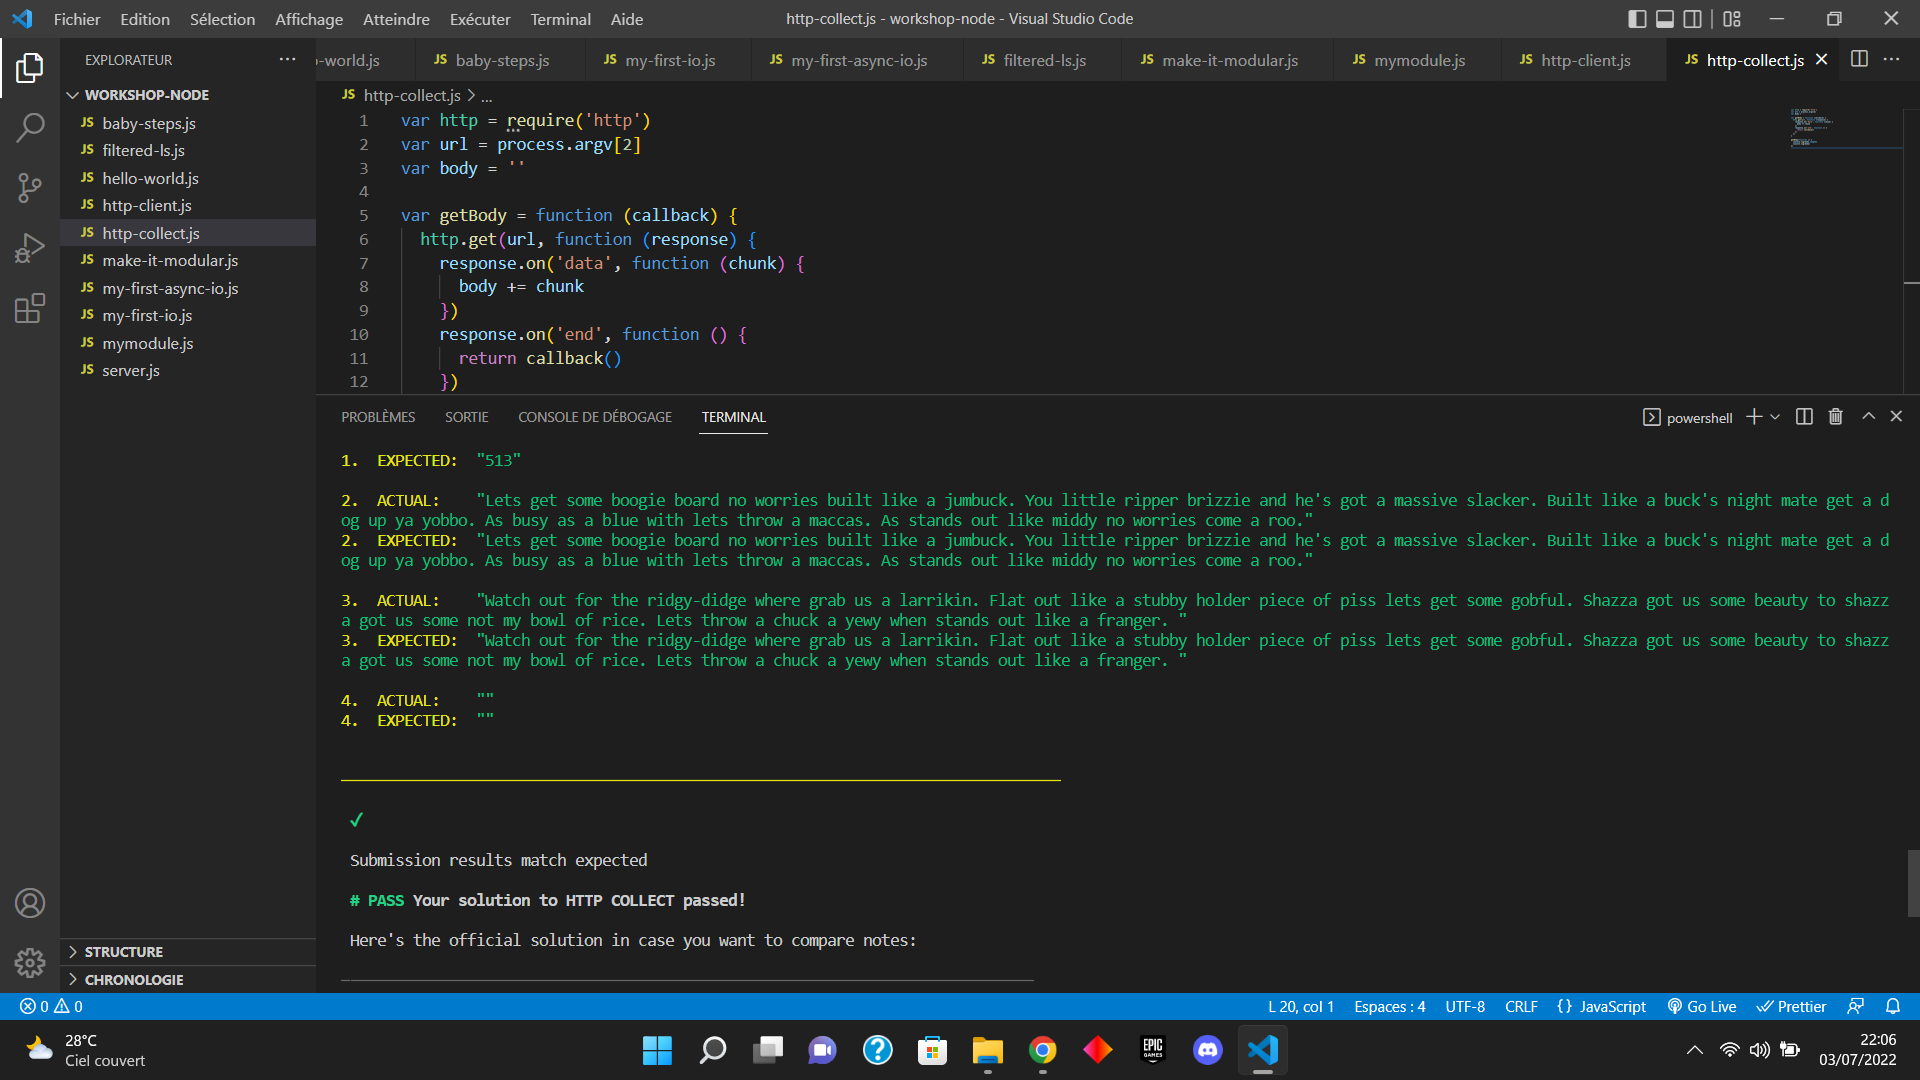 Fichier Edition Sélection Affichage Atteindre Exécuter Terminal Aide
http-collect.js - workshop-node - Visual Studio Code
EXPLORATEUR
WORKSHOP-NODE
JS baby-steps.js
JS filtered-ls.js
JS hello-world.js
JS http-client.js
JS http-collect.js
JS make-it-modular.js
JS my-first-async-io.js
JS my-first-io.js
JS mymodule.js
JS server.js
STRUCTURE
CHRONOLOGIE
o-world.js JS baby-steps.js JS my-first-io.js JS my-first-async-io.js JS filtered-ls.js JS make-it-modular.js JS mymodule.js JS http-client.js JS http-collect.js
JS http-collect.js > ...
1 var http = require('http')
2 var url = process.argv[2]
3 var body = ''
4
5 var getBody = function (callback) {
6 http.get(url, function (response) {
7 response.on('data', function (chunk) {
8 body += chunk
9 })
10 response.on('end', function () {
11 return callback()
12 })
PROBLÈMES SORTIE CONSOLE DE DÉBOGAGE TERMINAL
powershell
1. EXPECTED: "513"
2. ACTUAL: "Lets get some boogie board no worries built like a jumbuck. You little ripper brizzie and he's got a massive slacker. Built like a buck's night mate get a d
og up ya yobbo. As busy as a blue with lets throw a maccas. As stands out like middy no worries come a roo."
2. EXPECTED: "Lets get some boogie board no worries built like a jumbuck. You little ripper brizzie and he's got a massive slacker. Built like a buck's night mate get a d
og up ya yobbo. As busy as a blue with lets throw a maccas. As stands out like middy no worries come a roo."
3. ACTUAL: "Watch out for the ridgy-didge where grab us a larrikin. Flat out like a stubby holder piece of piss lets get some gobful. Shazza got us some beauty to shazz
a got us some not my bowl of rice. Lets throw a chuck a yewy when stands out like a franger. "
3. EXPECTED: "Watch out for the ridgy-didge where grab us a larrikin. Flat out like a stubby holder piece of piss lets get some gobful. Shazza got us some beauty to shazz
a got us some not my bowl of rice. Lets throw a chuck a yewy when stands out like a franger. "
4. ACTUAL: ""
4. EXPECTED: ""
✓
Submission results match expected
# PASS Your solution to HTTP COLLECT passed!
Here's the official solution in case you want to compare notes:
0 0
L 20, col 1 Espaces : 4 UTF-8 CRLF {} JavaScript Go Live Prettier
28°C
Ciel couvert
EPIC
GAMES
22:06
03/07/2022